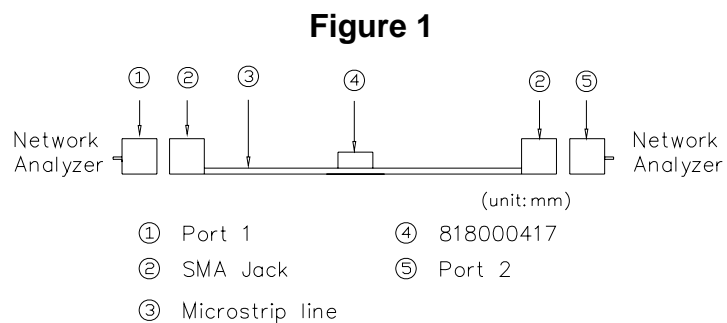 Figure 1
① ② ③ ④ ② ⑤
Network Analyzer
Network Analyzer
(unit:mm)
① Port 1
④ 818000417
② SMA Jack
⑤ Port 2
③ Microstrip line